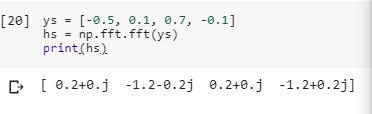 [20] ys = [-0.5, 0.1, 0.7, -0.1]
hs = np.fft.fft(ys)
print(hs)
[ 0.2+0.j  -1.2-0.2j  0.2+0.j  -1.2+0.2j]